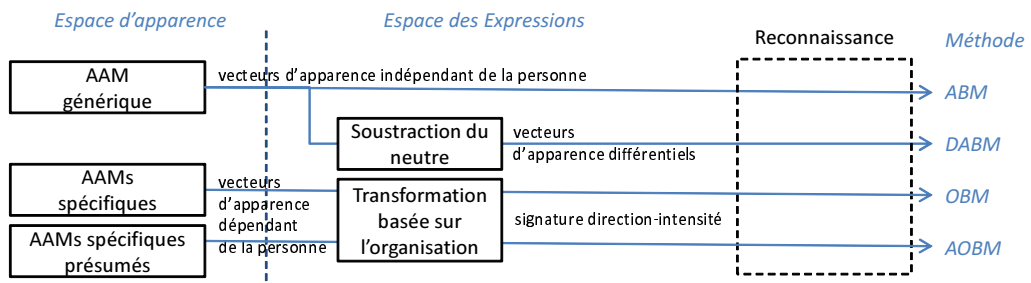 Espace d'apparence
Espace des Expressions
Reconnaissance
Méthode
AAM
générique
vecteurs d'apparence indépendant de la personne
ABM
Soustraction du
neutre
vecteurs
d'apparence différentiels
DABM
AAMs
spécifiques
vecteurs
d'apparence
dépendant
de la personne
Transformation
basée sur
l'organisation
OBM
signature direction-intensité
AAMs spécifiques
présumés
AOBM